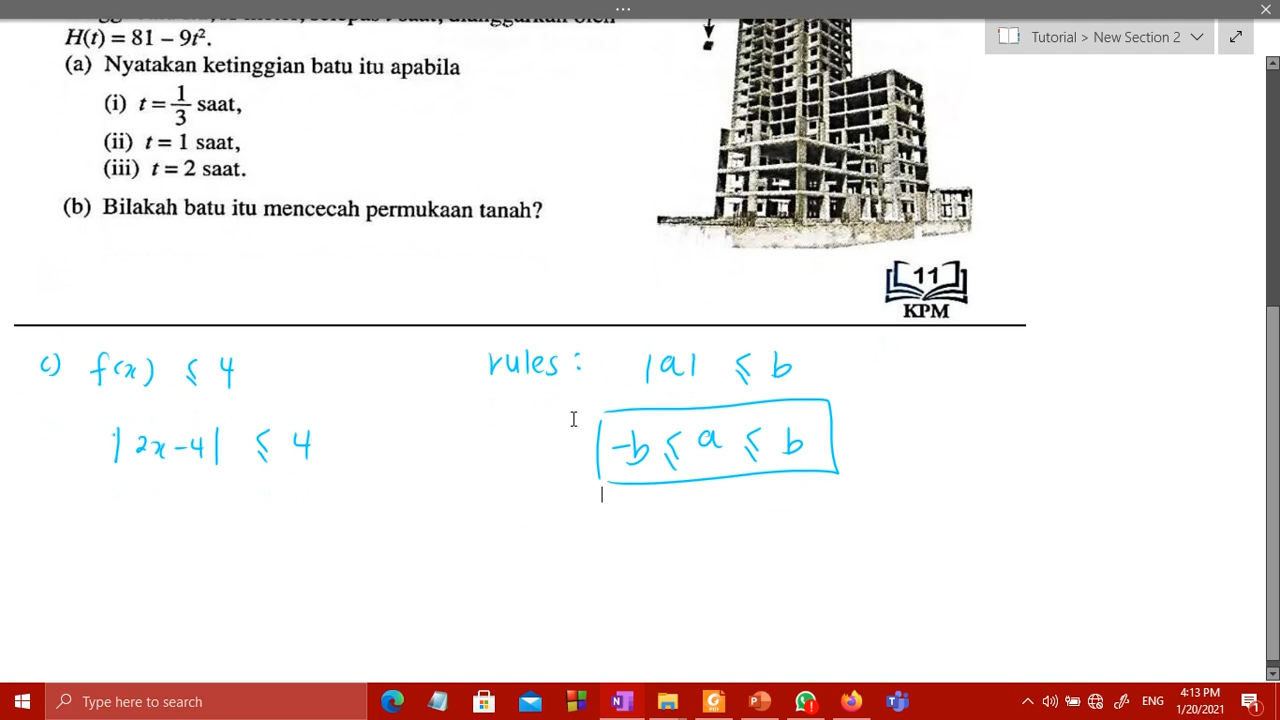 Tutorial > New Section 2
H(t) = 81 – 9t².
(a) Nyatakan ketinggian batu itu apabila
(i) t = 1/3 saat,
(ii) t = 1 saat,
(iii) t = 2 saat.
(b) Bilakah batu itu mencecah permukaan tanah?
11
KPM
c) f(x) ≤ 4
|2x-4| ≤ 4
rules: |a| ≤ b
-b ≤ a ≤ b
Type here to search
ENG
4:13 PM
1/20/2021